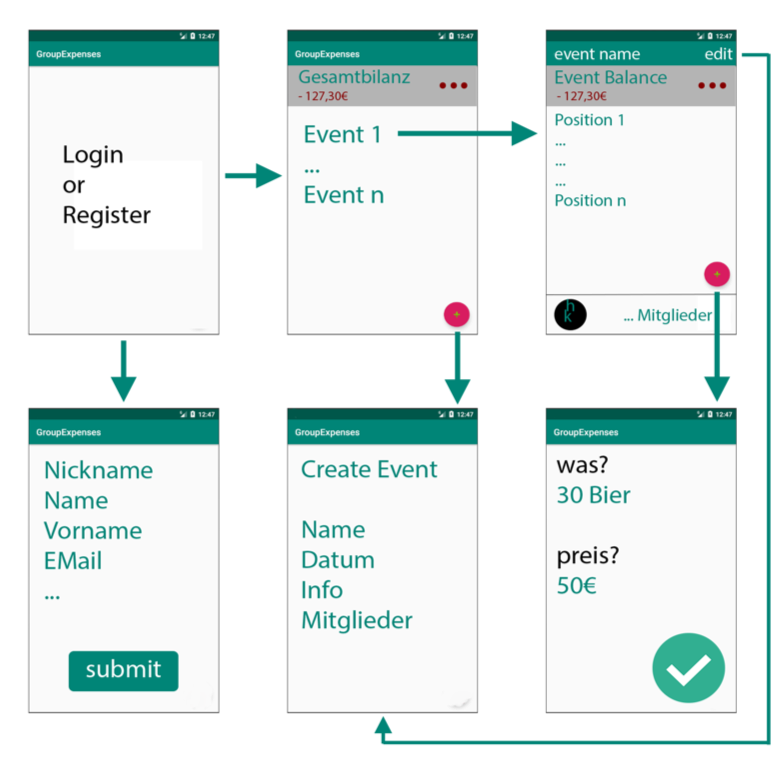 12:47
GroupExpenses
Login
or
Register
12:47
GroupExpenses
Gesamtbilanz
- 127,30€
Event 1
...
Event n
+
12:47
event name edit
Event Balance
- 127,30€
Position 1
...
...
...
Position n
+
hk
... Mitglieder
12:47
GroupExpenses
Nickname
Name
Vorname
EMail
...
submit
12:47
GroupExpenses
Create Event
Name
Datum
Info
Mitglieder
12:47
GroupExpenses
was?
30 Bier
preis?
50€